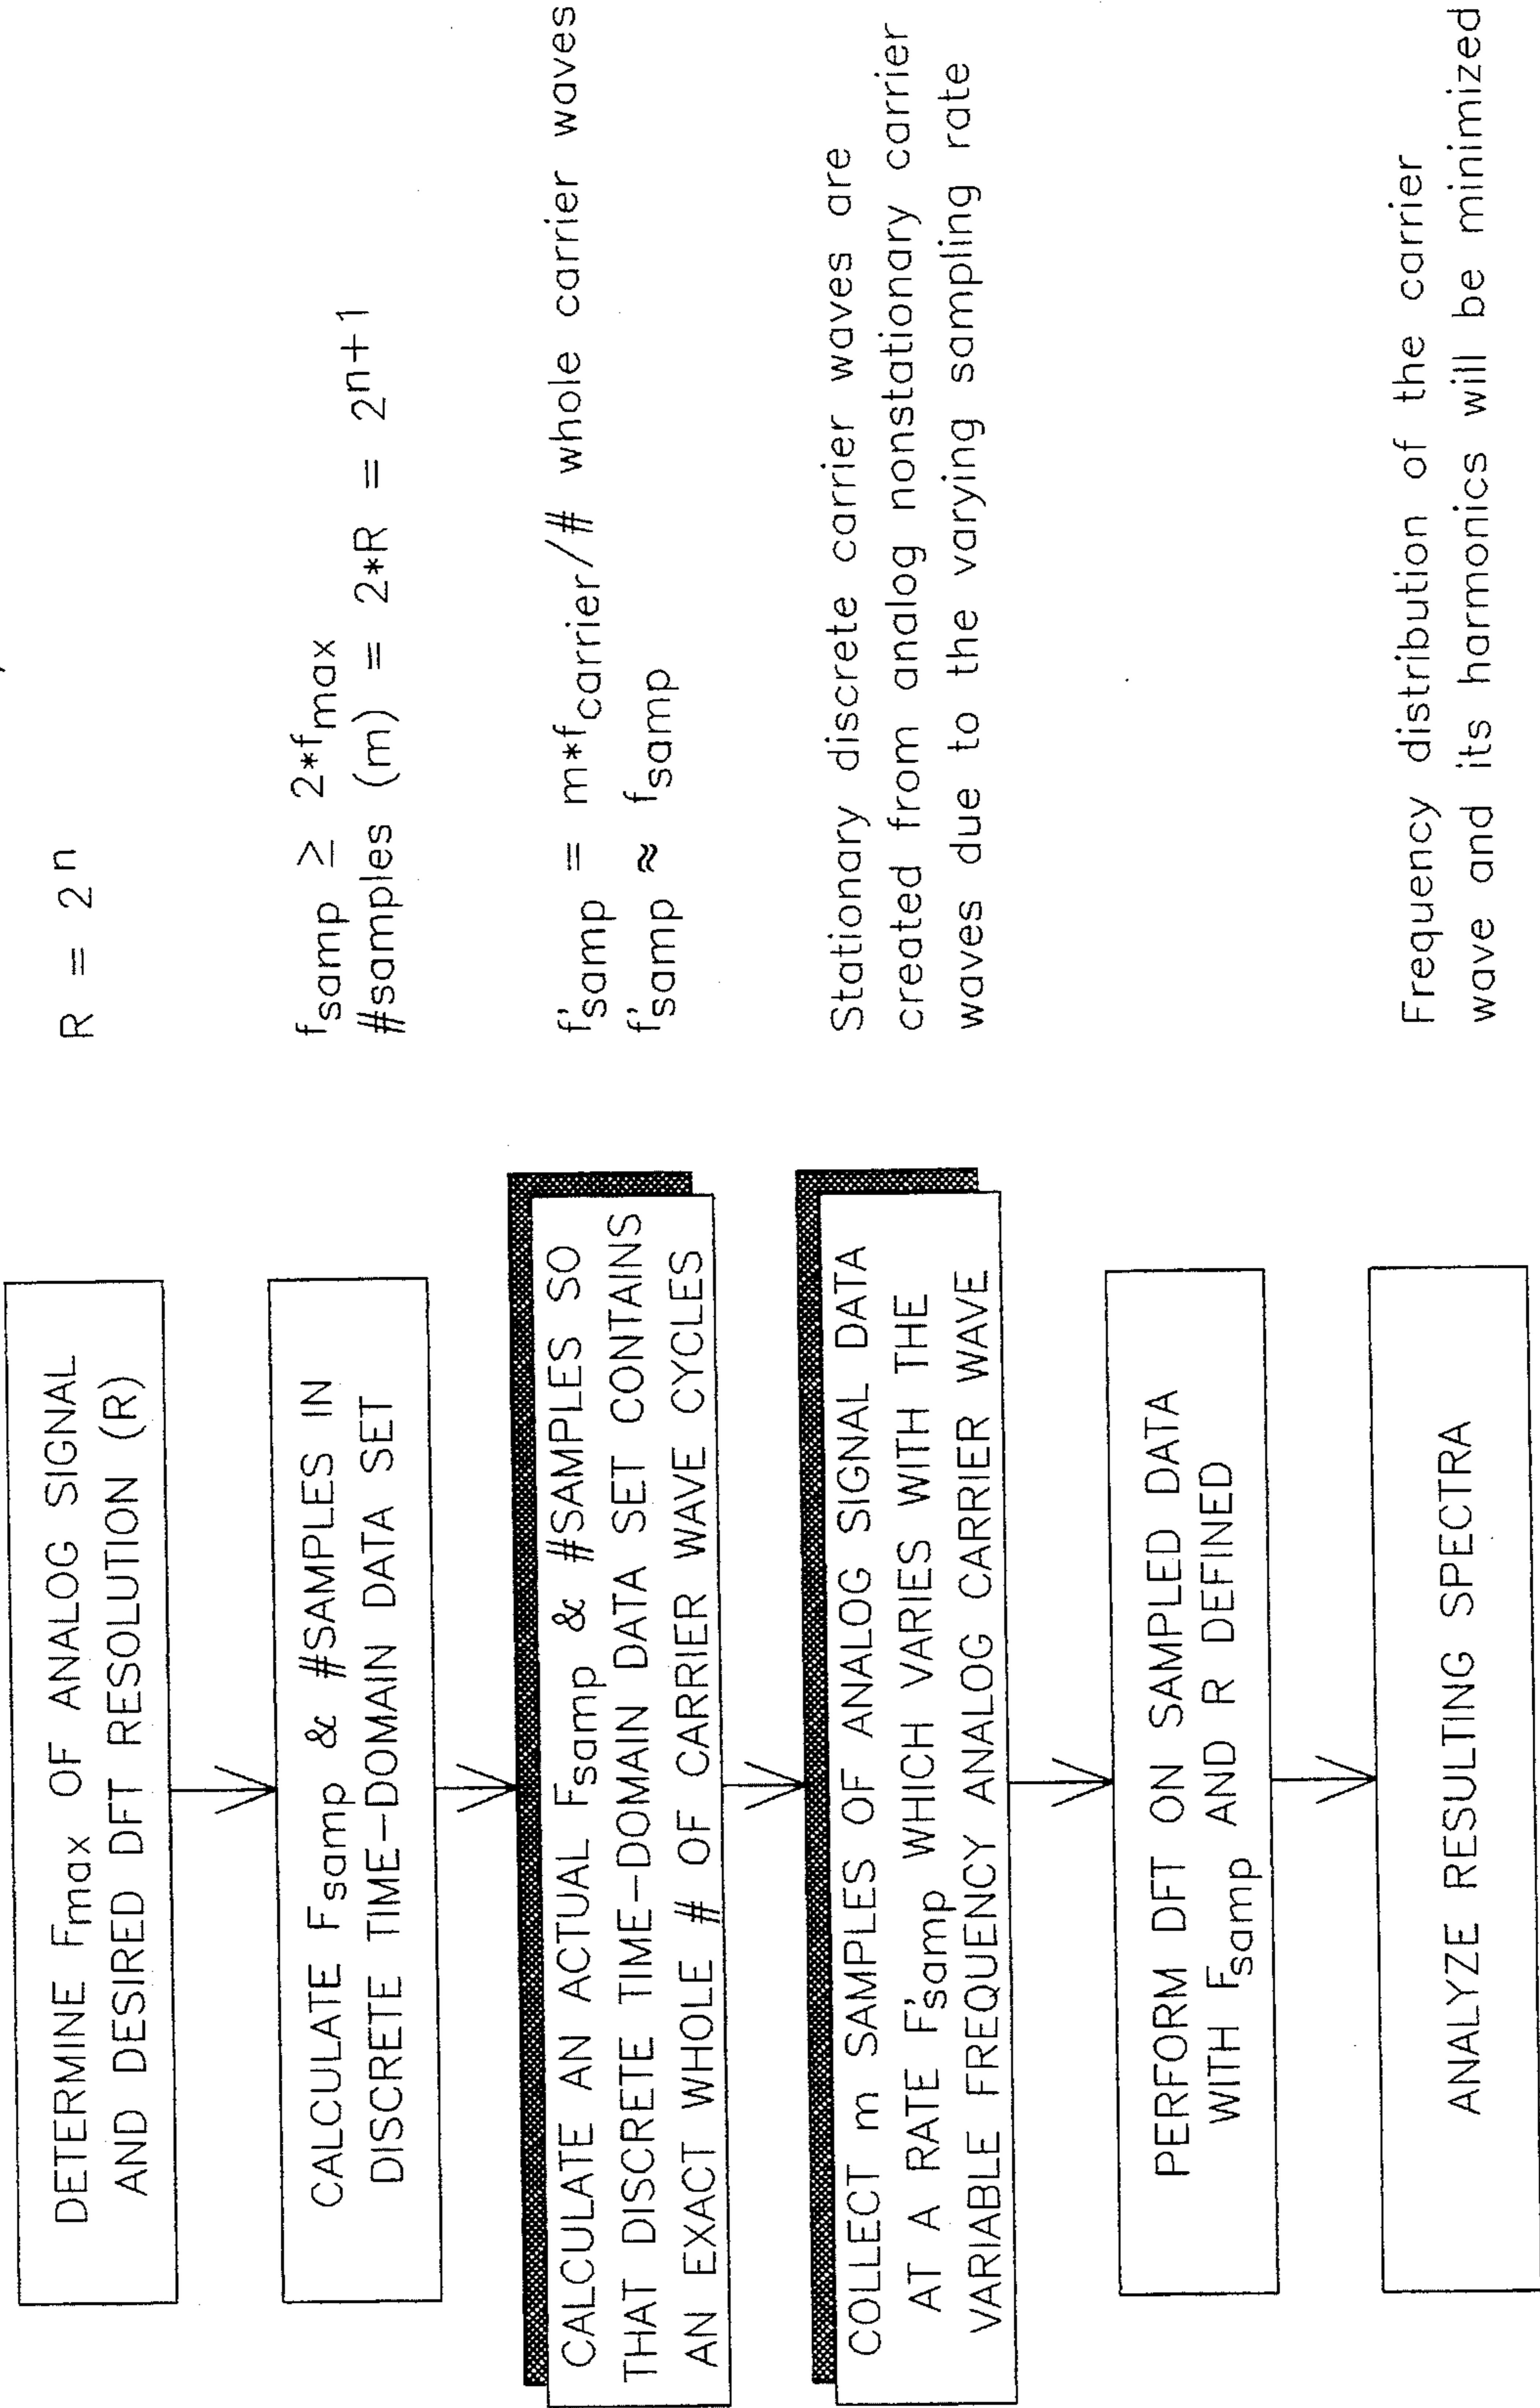 DETERMINE Fmax OF ANALOG SIGNAL
AND DESIRED DFT RESOLUTION (R)
R = 2^n
CALCULATE Fsamp & #SAMPLES IN
DISCRETE TIME-DOMAIN DATA SET
fsamp ≥ 2*fmax
#samples (m) = 2*R = 2^n+1
CALCULATE AN ACTUAL Fsamp & #SAMPLES SO
THAT DISCRETE TIME-DOMAIN DATA SET CONTAINS
AN EXACT WHOLE # OF CARRIER WAVE CYCLES
f'samp = m*fcarrier/# whole carrier waves
f'samp ≈ fsamp
COLLECT m SAMPLES OF ANALOG SIGNAL DATA
AT A RATE F'samp WHICH VARIES WITH THE
VARIABLE FREQUENCY ANALOG CARRIER WAVE
Stationary discrete carrier waves are
created from analog nonstationary carrier
waves due to the varying sampling rate
PERFORM DFT ON SAMPLED DATA
WITH Fsamp AND R DEFINED
ANALYZE RESULTING SPECTRA
Frequency distribution of the carrier
wave and its harmonics will be minimized